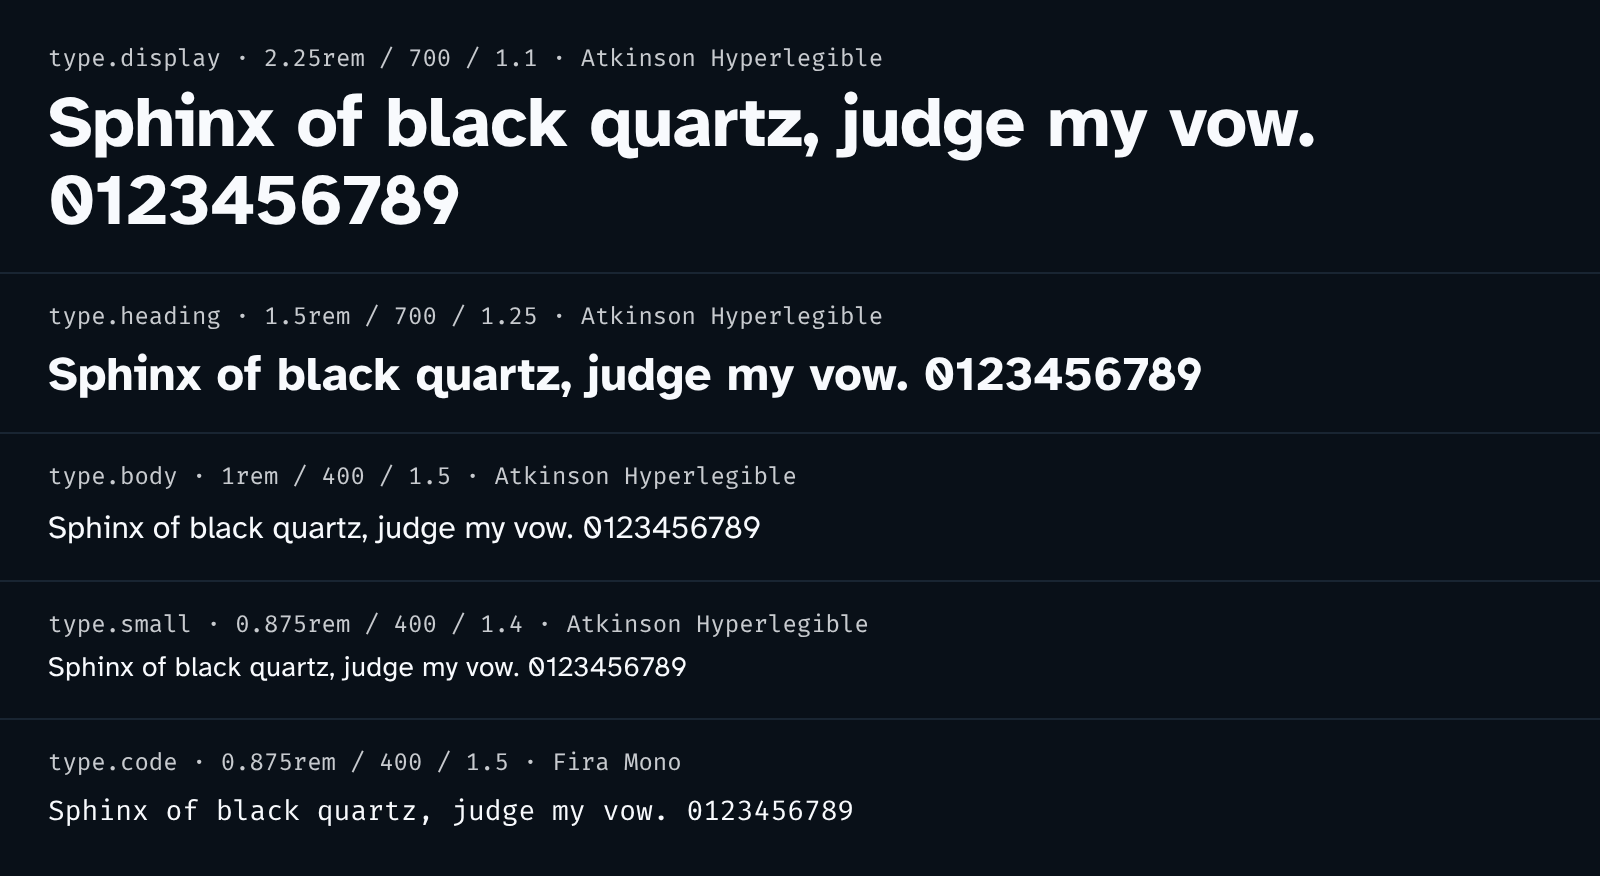 type.display · 2.25rem / 700 / 1.1 · Atkinson Hyperlegible
Sphinx of black quartz, judge my vow.
0123456789
type.heading · 1.5rem / 700 / 1.25 · Atkinson Hyperlegible
Sphinx of black quartz, judge my vow. 0123456789
type.body · 1rem / 400 / 1.5 · Atkinson Hyperlegible
Sphinx of black quartz, judge my vow. 0123456789
type.small · 0.875rem / 400 / 1.4 · Atkinson Hyperlegible
Sphinx of black quartz, judge my vow. 0123456789
type.code · 0.875rem / 400 / 1.5 · Fira Mono
Sphinx of black quartz, judge my vow. 0123456789